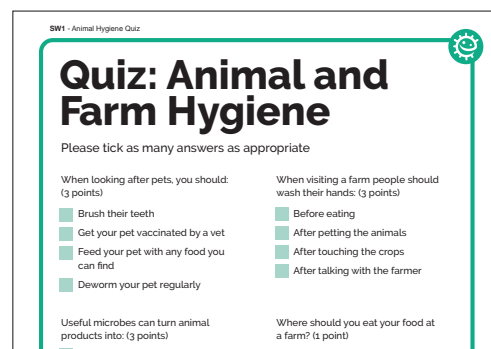 SW1 - Animal Hygiene Quiz
Quiz: Animal and
Farm Hygiene
Please tick as many answers as appropriate
When looking after pets, you should:
(3 points)
Brush their teeth
Get your pet vaccinated by a vet
Feed your pet with any food you
can find
Deworm your pet regularly
When visiting a farm people should
wash their hands: (3 points)
Before eating
After petting the animals
After touching the crops
After talking with the farmer
Useful microbes can turn animal
products into: (3 points)
Where should you eat your food at
a farm? (1 point)